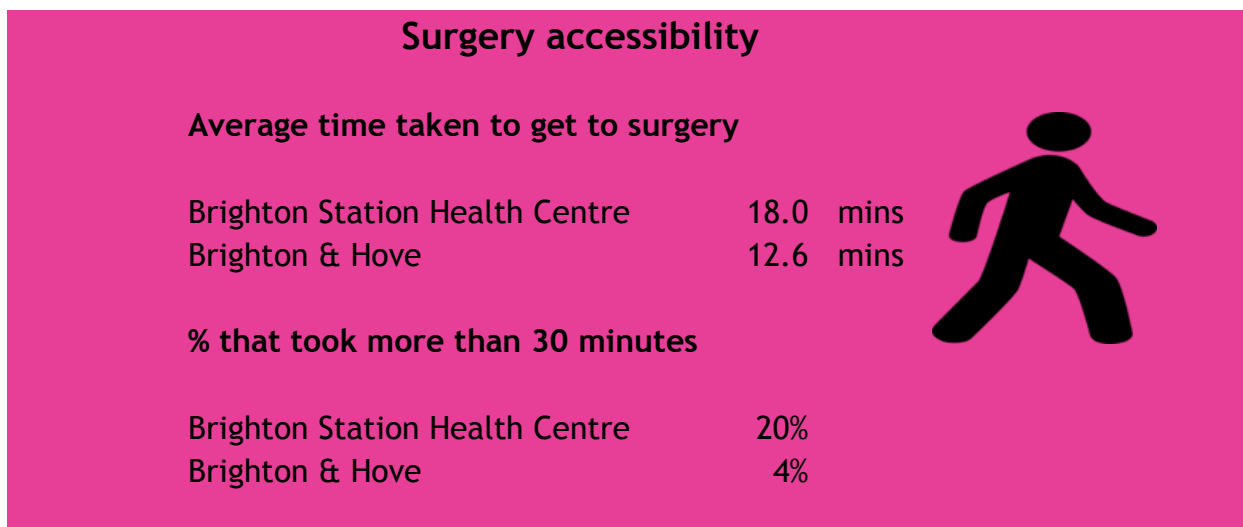 Surgery accessibility
Average time taken to get to surgery
Brighton Station Health Centre 18.0 mins
Brighton & Hove 12.6 mins
% that took more than 30 minutes
Brighton Station Health Centre 20%
Brighton & Hove 4%